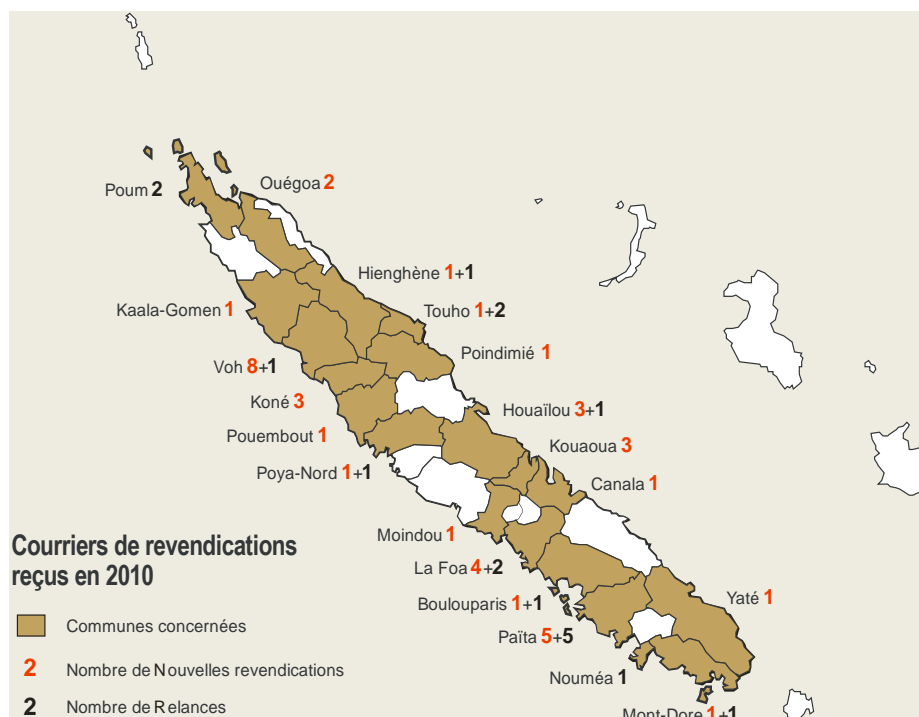 Ouégoa 2
Poum 2
Hienghène 1+1
Kaala-Gomen 1
Touho 1+2
Poindimié 1
Voh 8+1
Koné 3
Houaïlou 3+1
Pouembout 1
Kouaoua 3
Poya-Nord 1+1
Canala 1
Moindou 1
Courriers de revendications
reçus en 2010
La Foa 4+2
Boulouparis 1+1
Yaté 1
Communes concernées
Païta 5+5
2 Nombre de Nouvelles revendications
Nouméa 1
2 Nombre de Relances
Mont-Dore 1+1